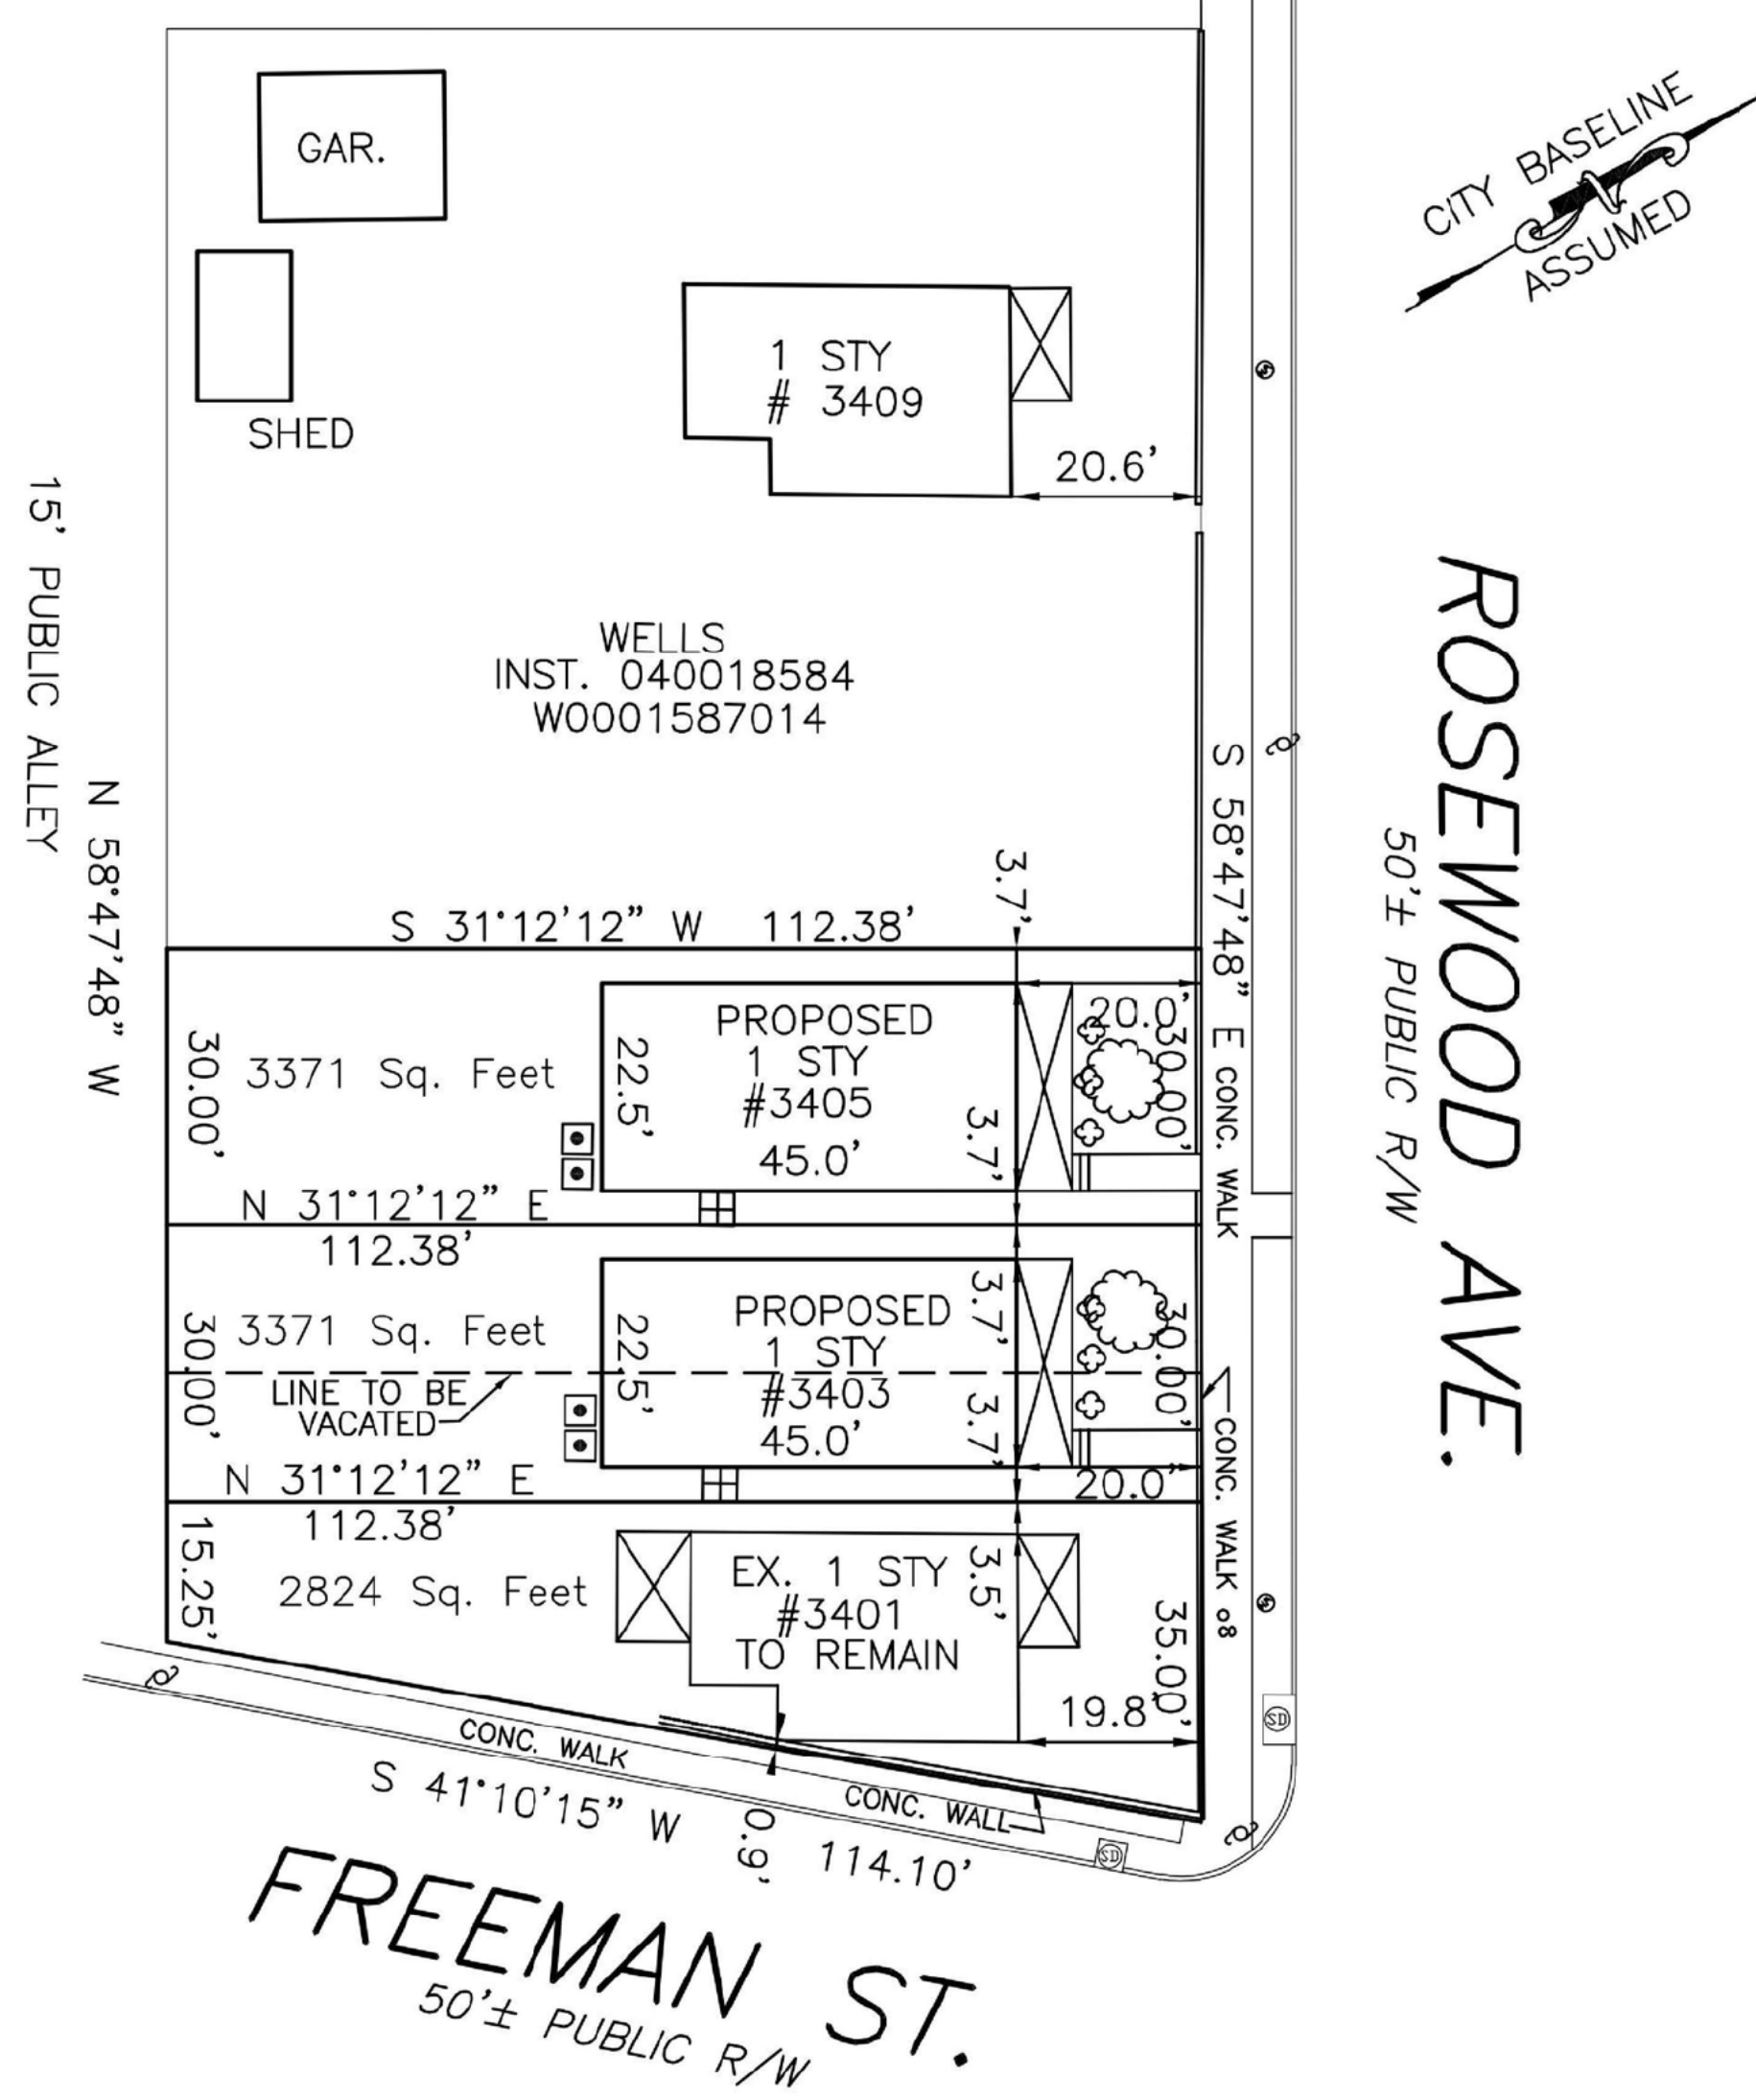 CITY BASELINE
N
ASSUMED
GAR.
SHED
1 STY
# 3409
20.6’
WELLS
INST. 040018584
W0001587014
15’ PUBLIC ALLEY
N 58°47’48” W
S 58°47’48” E
ROSEWOOD AVE.
50’± PUBLIC R/W
S 31°12’12” W 112.38’
3.7’
30.00’
3371 Sq. Feet
22.5’
PROPOSED
1 STY
#3405
45.0’
3.7’
20.0’
30.00’
CONC. WALK
N 31°12’12” E
112.38’
30.00’
3371 Sq. Feet
LINE TO BE
VACATED
22.5’
PROPOSED
1 STY
#3403
45.0’
3.7’
3.7’
30.00’
20.0’
CONC. WALK
N 31°12’12” E
112.38’
15.25’
2824 Sq. Feet
EX. 1 STY
#3401
TO REMAIN
3.5’
35.00’
19.8’
SD
CONC. WALK
CONC. WALL
SD
S 41°10’15” W
0.9’
114.10’
FREEMAN ST.
50’± PUBLIC R/W